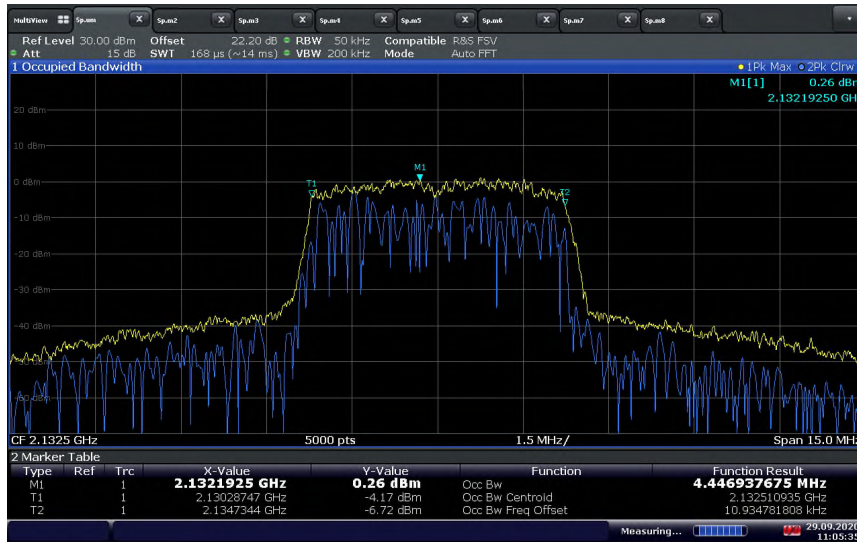 MultiView Sp.um X Sp.m2 X Sp.m3 X Sp.m4 X Sp.m5 X Sp.m6 X Sp.m7 X Sp.m8 X
Ref Level 30.00 dBm Offset 22.20 dB RBW 50 kHz Compatible R&S FSV
Att 15 dB SWT 168 µs (~14 ms) VBW 200 kHz Mode Auto FFT
1 Occupied Bandwidth 1Pk Max 2Pk Clrw
M1[1] 0.26 dBm
2.13219250 GH
20 dBm
10 dBm
M1
0 dBm
T1
T2
-10 dBm
-20 dBm
-30 dBm
-40 dBm
CF 2.1325 GHz 5000 pts 1.5 MHz/ Span 15.0 MHz
2 Marker Table
Type Ref Trc X-Value Y-Value Function Function Result
M1 1 2.1321925 GHz 0.26 dBm Occ Bw 4.446937675 MHz
T1 1 2.13028747 GHz -4.17 dBm Occ Bw Centroid 2.132510935 GHz
T2 1 2.1347344 GHz -6.72 dBm Occ Bw Freq Offset 10.934781808 kHz
Measuring... 29.09.2020
11:05:35